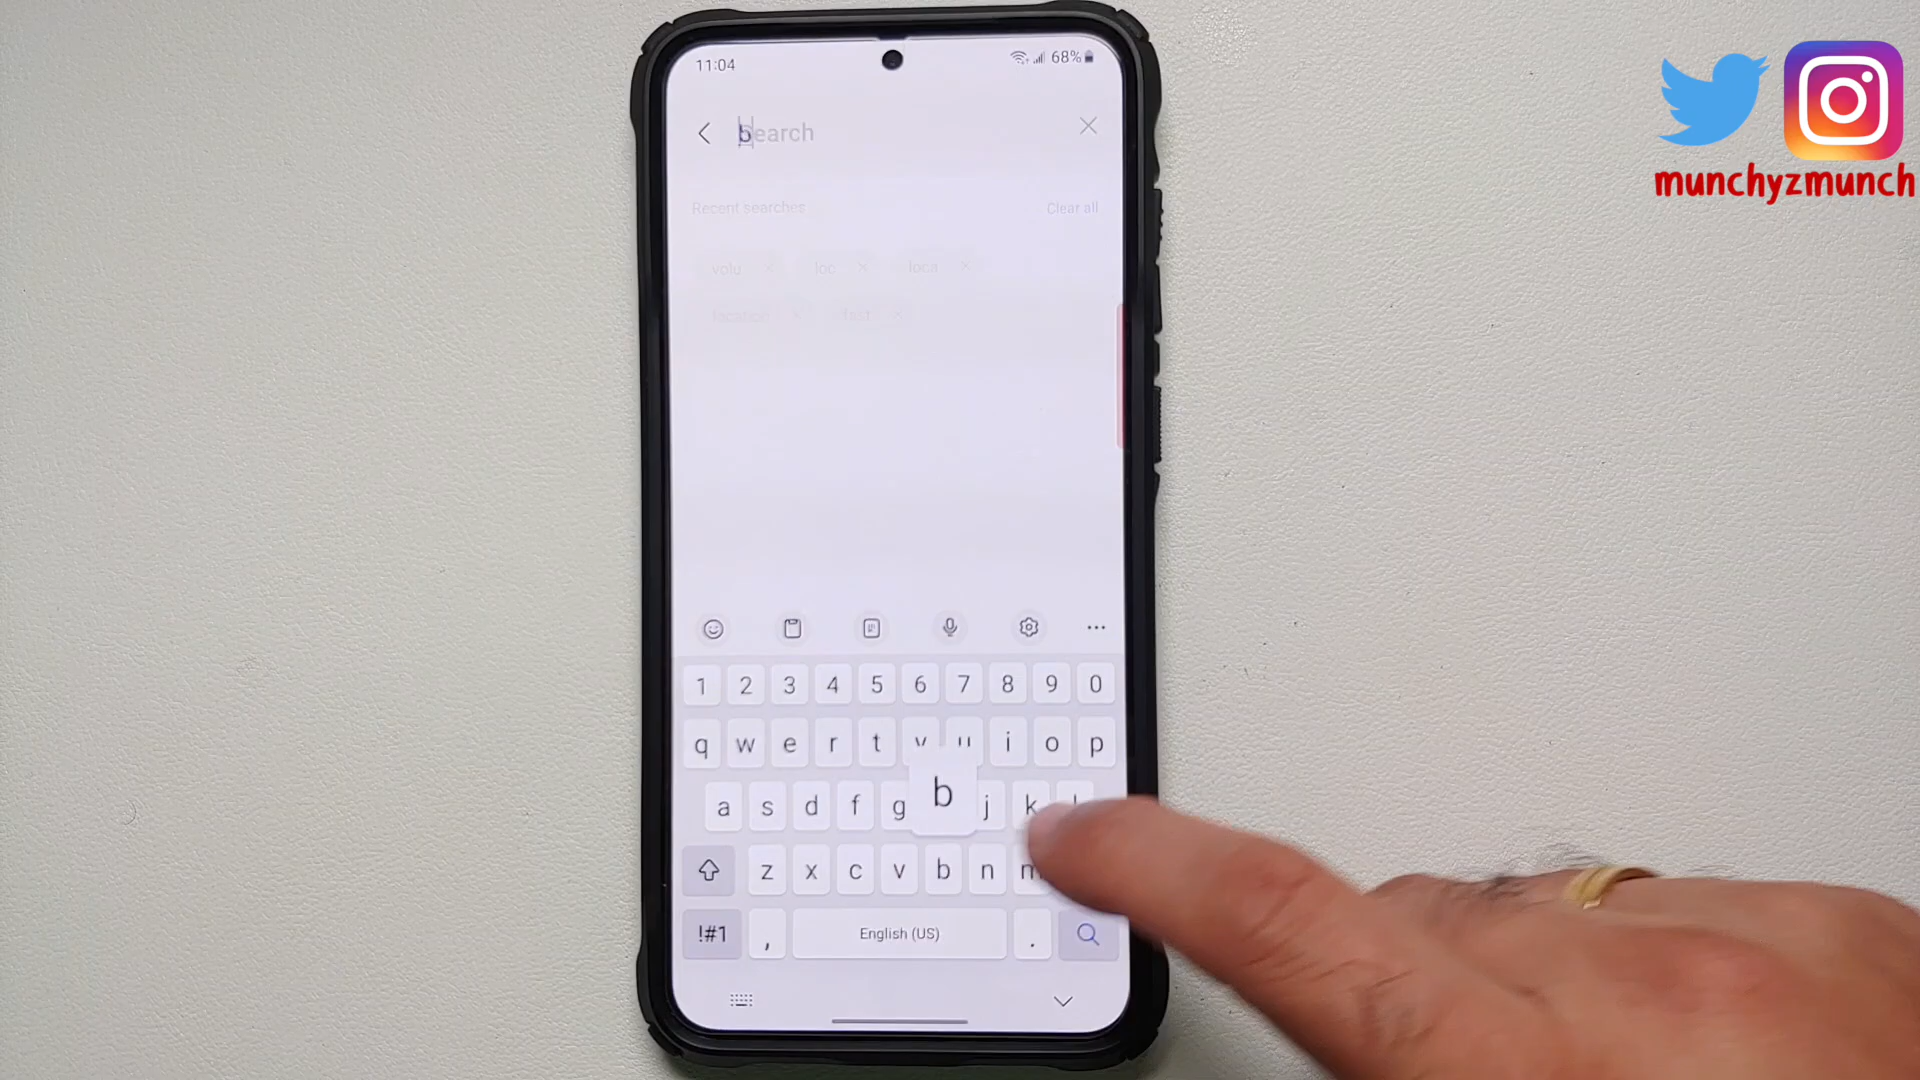 11:04 68%
bearch
Recent searches Clear all
volu loc loca
location fast
1 2 3 4 5 6 7 8 9 0
q w e r t y u i o p
a s d f g b j k l
z x c v b n m
!#1 , English (US) .
munchyzmunch